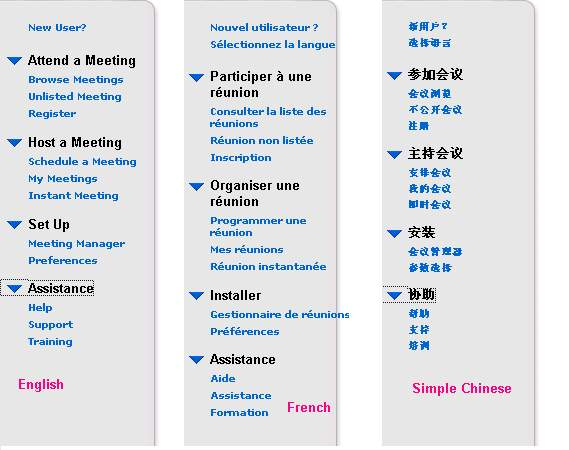 New User?
Attend a Meeting
Browse Meetings
Unlisted Meeting
Register
Host a Meeting
Schedule a Meeting
My Meetings
Instant Meeting
Set Up
Meeting Manager
Preferences
Assistance
Help
Support
Training
English
Nouvel utilisateur ?
Sélectionnez la langue
Participer à une
réunion
Consulter la liste des
réunions
Réunion non listée
Inscription
Organiser une
réunion
Programmer une
réunion
Mes réunions
Réunion instantanée
Installer
Gestionnaire de réunions
Préférences
Assistance
Aide
Assistance
Formation
French
新用户?
选择语言
参加会议
会议浏览
不公开会议
注册
主持会议
安排会议
我的会议
即时会议
安装
会议管理器
参数选择
协助
帮助
支持
培训
Simple Chinese